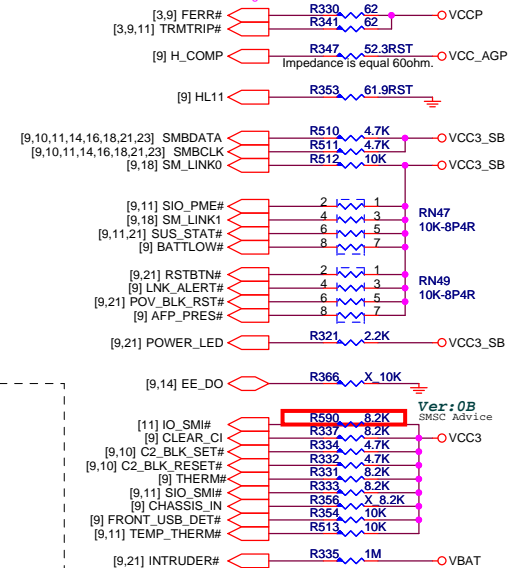 [3,9] FERR# R330 62 VCCP
[3,9,11] TRMTRIP# R341 62
[9] H_COMP R347 52.3RST VCC_AGP
Impedance is equal 60ohm.
[9] HL11 R353 61.9RST
[9,10,11,14,16,18,21,23] SMBDATA R510 4.7K VCC3_SB
[9,10,11,14,16,18,21,23] SMBCLK R511 4.7K
[9,18] SM_LINK0 R512 10K VCC3_SB
[9,11] SIO_PME# 2 1
[9,18] SM_LINK1 4 3 RN47
[9,11,21] SUS_STAT# 6 5 10K-8P4R
[9] BATTLOW# 8 7
[9,21] RSTBTN# 2 1
[9] LNK_ALERT# 4 3 RN49
[9,21] POV_BLK_RST# 6 5 10K-8P4R
[9] AFP_PRES# 8 7
[9,21] POWER_LED R321 2.2K VCC3_SB
[9,14] EE_DO R366 X_10K
Ver:0B
SMSC Advice
[11] IO_SMI# R590 8.2K
[9] CLEAR_CI R337 8.2K VCC3
[9,10] C2_BLK_SET# R334 4.7K
[9,10] C2_BLK_RESET# R332 4.7K
[9] THERM# R331 8.2K
[9,11] SIO_SMI# R333 8.2K
[9] CHASSIS_IN R356 X_8.2K
[9] FRONT_USB_DET# R354 10K
[9,11] TEMP_THERM# R513 10K
[9,21] INTRUDER# R335 1M VBAT